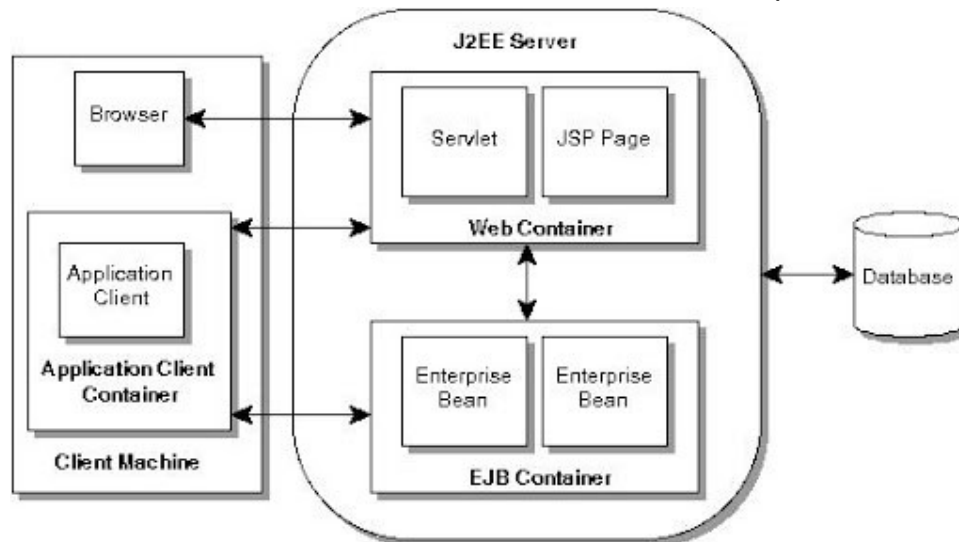 J2EE Server
Browser
Servlet
JSP Page
Web Container
Application
Client
Application Client
Container
Client Machine
Enterprise
Bean
Enterprise
Bean
EJB Container
Database